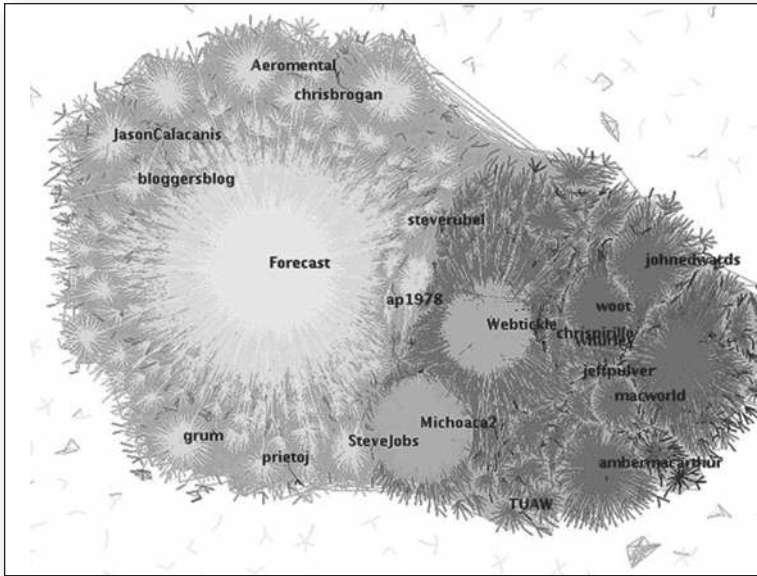 Aeromental
chrisbrogan
JasonCalacanis
bloggersblog
steverubel
Forecast
johnedwards
ap1978
woot
Webtickle
chrispirillo
jeffpulver
macworld
Michoaca2
grum
SteveJobs
prietoj
ambermacarthur
TUAW